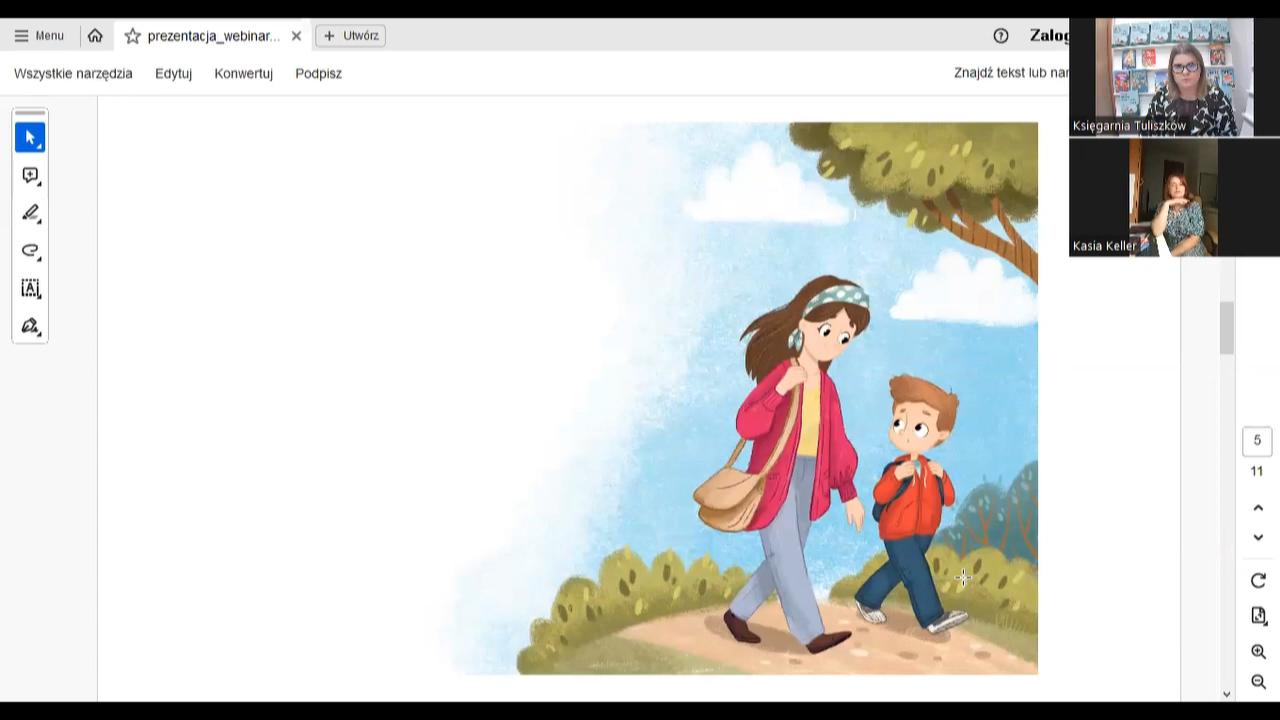 Menu
prezentacja_webinar...
Utwórz
Zalog
Wszystkie narzędzia
Edytuj
Konwertuj
Podpisz
Znajdź tekst lub nar
Księgarnia Tuliszków
Kasia Keller
5
11